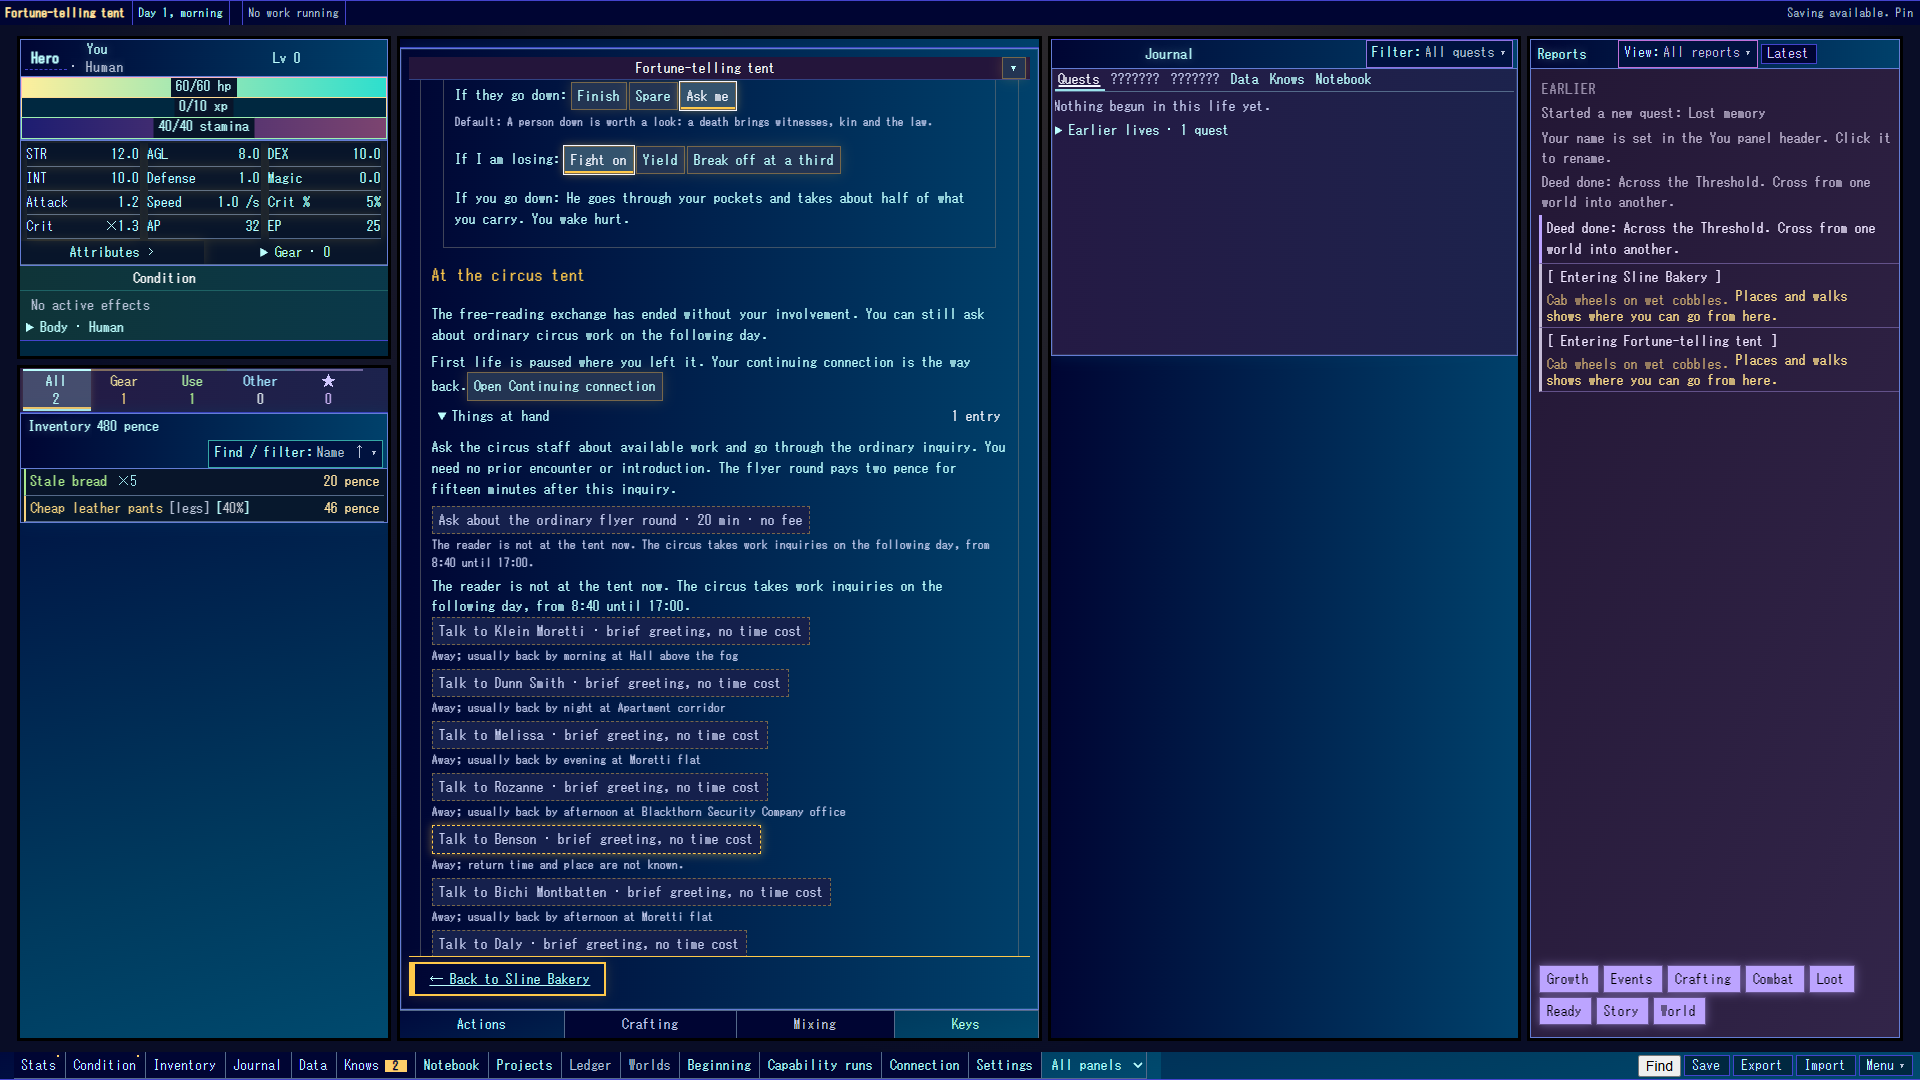 Fortune-telling tent
Day 1, morning
No work running
Saving available. Pin
Hero
You
Human
Lv 0
60/60 hp
0/10 xp
40/40 stamina
STR 12.0 AGL 8.0 DEX 10.0
INT 10.0 Defense 1.0 Magic 0.0
Attack 1.2 Speed 1.0 /s Crit % 5%
Crit ×1.3 AP 32 EP 25
Attributes >
▶ Gear · 0
Condition
No active effects
▶ Body · Human
All Gear Use Other ★
2 1 1 0 0
Inventory 480 pence
Find / filter: Name ↑ ▾
Stale bread ×5 20 pence
Cheap leather pants [legs] [40%] 46 pence
Fortune-telling tent
▾
If they go down: Finish Spare Ask me
Default: A person down is worth a look: a death brings witnesses, kin and the law.
If I am losing: Fight on Yield Break off at a third
If you go down: He goes through your pockets and takes about half of what
you carry. You wake hurt.
At the circus tent
The free-reading exchange has ended without your involvement. You can still ask
about ordinary circus work on the following day.
First life is paused where you left it. Your continuing connection is the way
back. Open Continuing connection
▼ Things at hand 1 entry
Ask the circus staff about available work and go through the ordinary inquiry. You
need no prior encounter or introduction. The flyer round pays two pence for
fifteen minutes after this inquiry.
Ask about the ordinary flyer round · 20 min · no fee
The reader is not at the tent now. The circus takes work inquiries on the following day, from
8:40 until 17:00.
The reader is not at the tent now. The circus takes work inquiries on the
following day, from 8:40 until 17:00.
Talk to Klein Moretti · brief greeting, no time cost
Away; usually back by morning at Hall above the fog
Talk to Dunn Smith · brief greeting, no time cost
Away; usually back by night at Apartment corridor
Talk to Melissa · brief greeting, no time cost
Away; usually back by evening at Moretti flat
Talk to Rozanne · brief greeting, no time cost
Away; usually back by afternoon at Blackthorn Security Company office
Talk to Benson · brief greeting, no time cost
Away; return time and place are not known.
Talk to Bichi Montbatten · brief greeting, no time cost
Away; usually back by afternoon at Moretti flat
Talk to Daly · brief greeting, no time cost
← Back to Sline Bakery
Actions Crafting Mixing Keys
Journal
Filter: All quests ▾
Quests ??????? ??????? Data Knows Notebook
Nothing begun in this life yet.
▶ Earlier lives · 1 quest
Reports
View: All reports ▾
Latest
EARLIER
Started a new quest: Lost memory
Your name is set in the You panel header. Click it
to rename.
Deed done: Across the Threshold. Cross from one
world into another.
Deed done: Across the Threshold. Cross from one
world into another.
[ Entering Sline Bakery ]
Cab wheels on wet cobbles. Places and walks
shows where you can go from here.
[ Entering Fortune-telling tent ]
Cab wheels on wet cobbles. Places and walks
shows where you can go from here.
Growth Events Crafting Combat Loot
Ready Story World
Stats Condition Inventory Journal Data Knows 2 Notebook Projects Ledger Worlds Beginning Capability runs Connection Settings All panels
Find Save Export Import Menu ▾